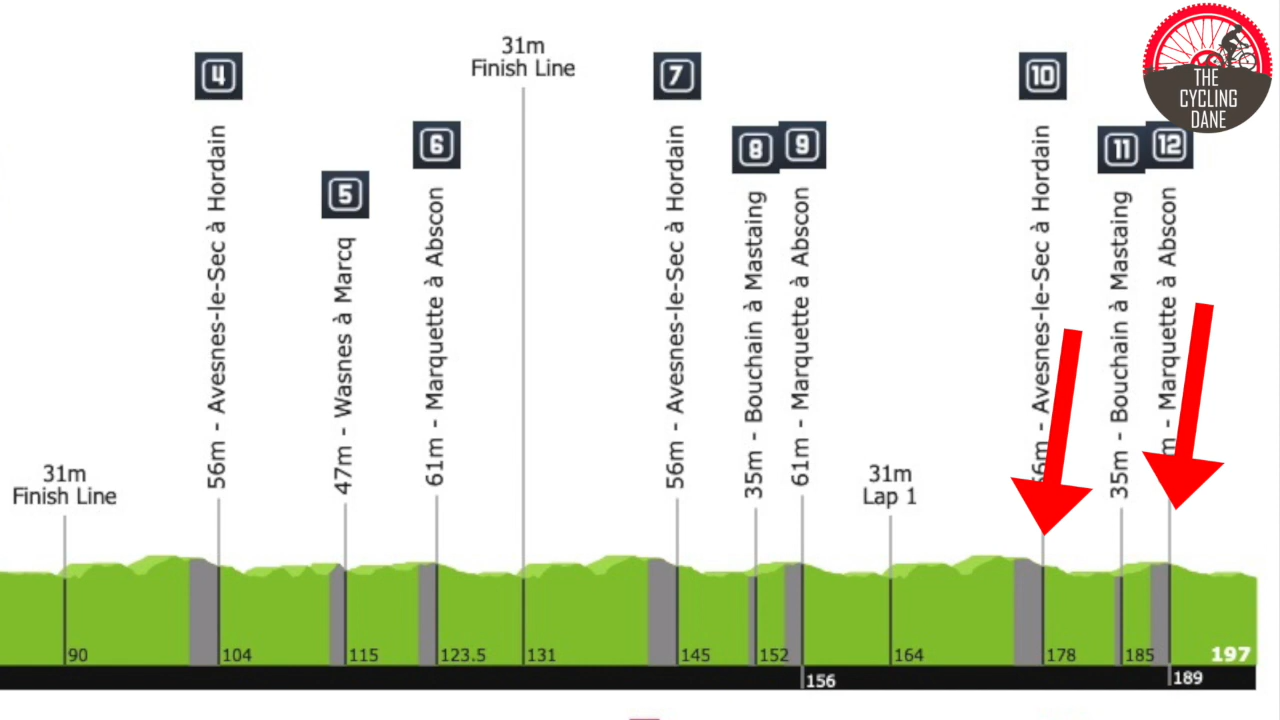 THE
CYCLING
DANE
31m
Finish Line
4
56m - Avesnes-le-Sec à Hordain
5
47m - Wasnes à Marcq
6
61m - Marquette à Abscon
31m
Finish Line
7
56m - Avesnes-le-Sec à Hordain
8
35m - Bouchain à Mastaing
9
61m - Marquette à Abscon
31m
Lap 1
10
56m - Avesnes-le-Sec à Hordain
11
35m - Bouchain à Mastaing
12
m - Marquette à Abscon
90
104
115
123.5
131
145
152
156
164
178
185
189
197